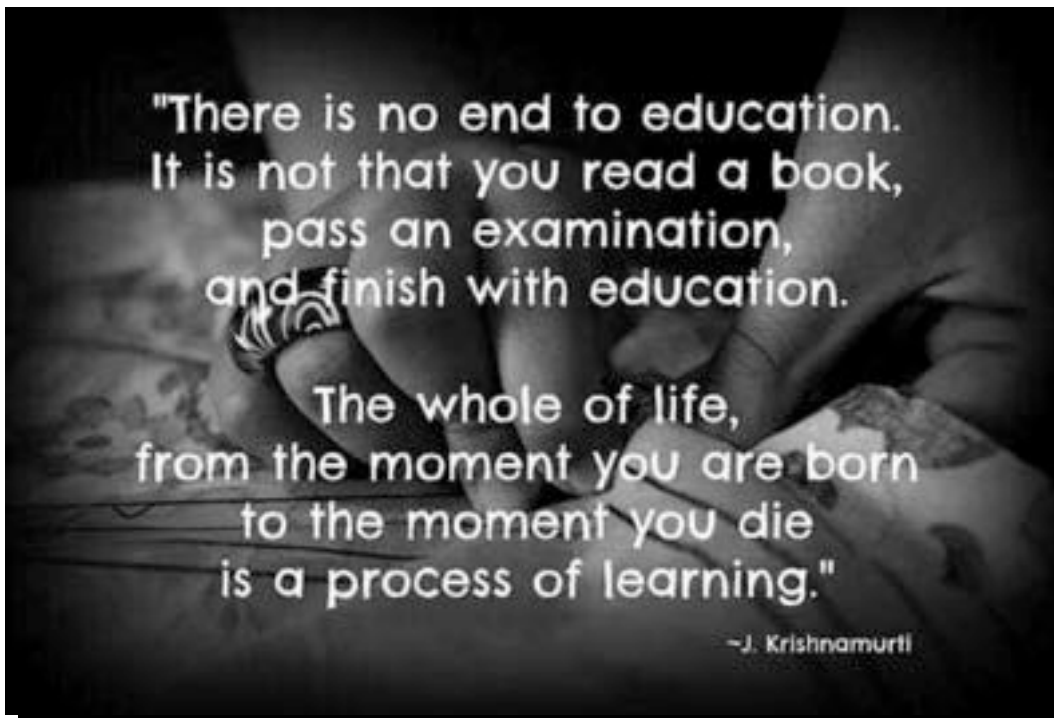 "There is no end to education.
It is not that you read a book,
pass an examination,
and finish with education.
The whole of life,
from the moment you are born
to the moment you die
is a process of learning."
~J. Krishnamurti